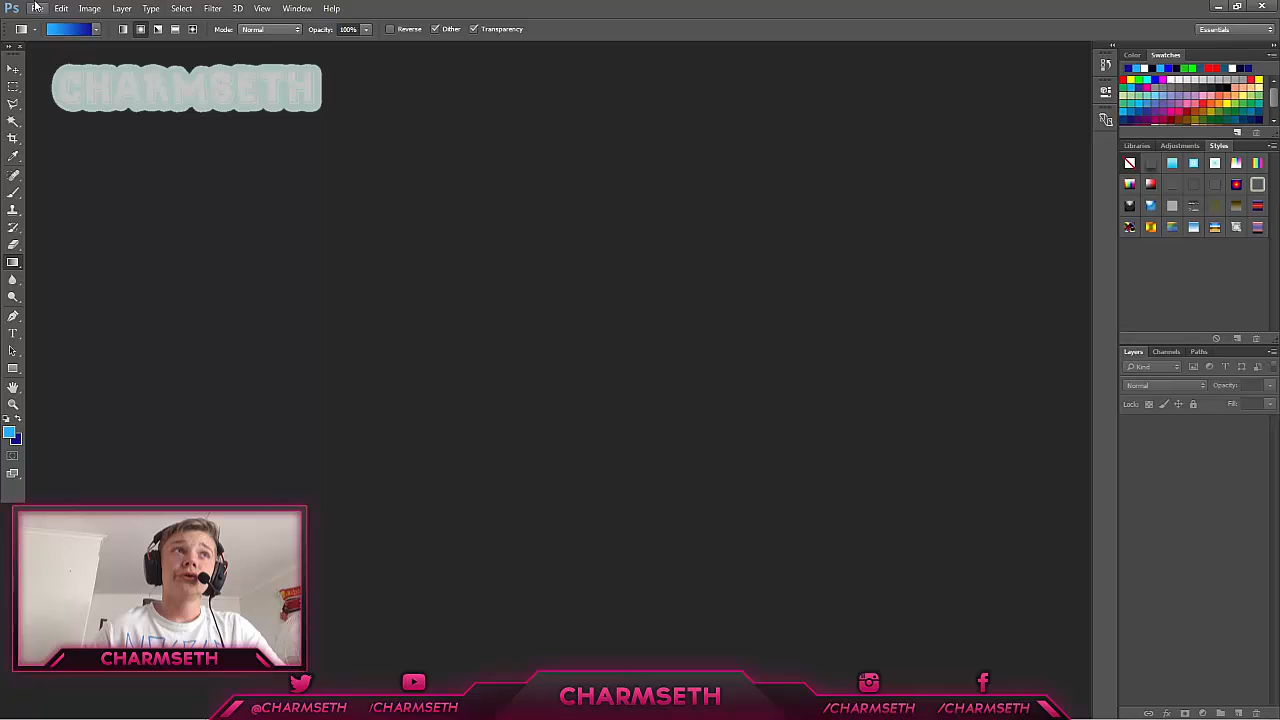 Ps File Edit Image Layer Type Select Filter 3D View Window Help
Mode: Normal Opacity: 100% Reverse Dither Transparency Essentials
CHARMSETH
Color Swatches
Libraries Adjustments Styles
Layers Channels Paths
Kind
Normal Opacity:
Lock: Fill:
CHARMSETH
CHARMSETH
@CHARMSETH /CHARMSETH /CHARMSETH /CHARMSETH